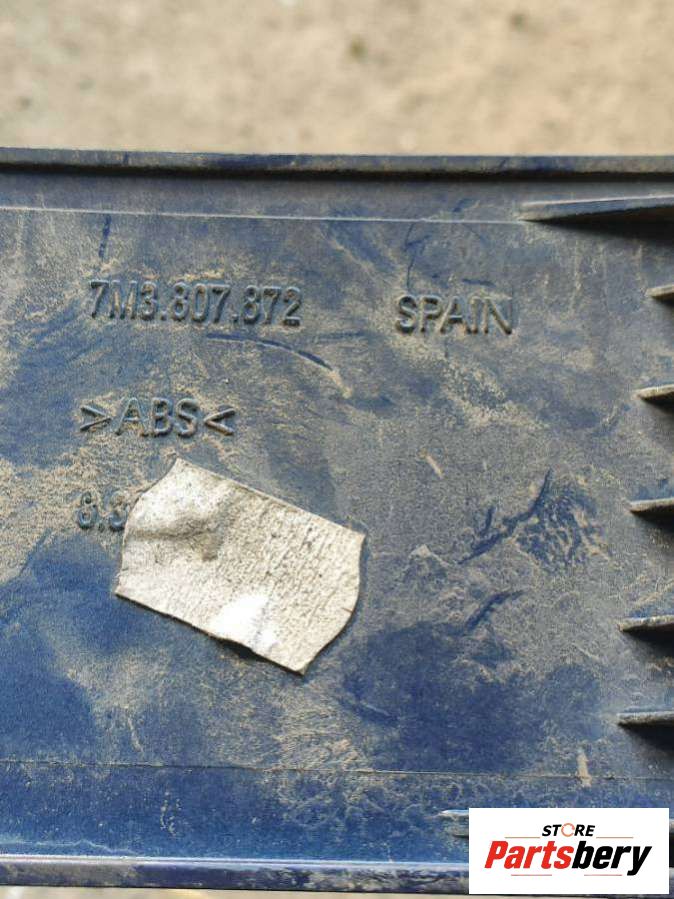 7M3.807.872 SPAIN
>ABS<
STORE
Partsbery